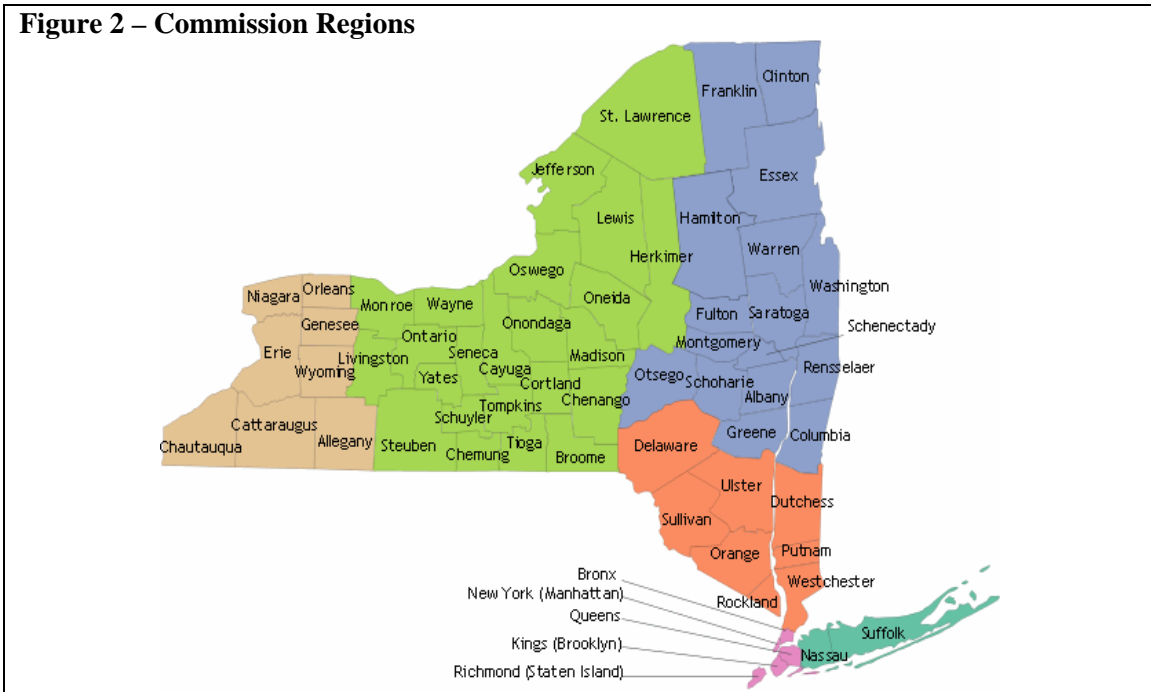 Figure 2 – Commission Regions
Clinton
Franklin
St. Lawrence
Jefferson
Essex
Lewis
Hamilton
Warren
Herkimer
Oswego
Washington
Orleans
Niagara
Monroe
Wayne
Oneida
Fulton
Saratoga
Genesee
Onondaga
Schenectady
Ontario
Montgomery
Erie
Livingston
Seneca
Madison
Rensselaer
Wyoming
Yates
Cayuga
Otsego
Schoharie
Cortland
Albany
Chenango
Tompkins
Schuyler
Cattaraugus
Greene
Columbia
Chautauqua
Allegany
Steuben
Tioga
Chemung
Broome
Delaware
Ulster
Dutchess
Sullivan
Orange
Putnam
Bronx
Westchester
New York (Manhattan)
Rockland
Queens
Suffolk
Kings (Brooklyn)
Nassau
Richmond (Staten Island)